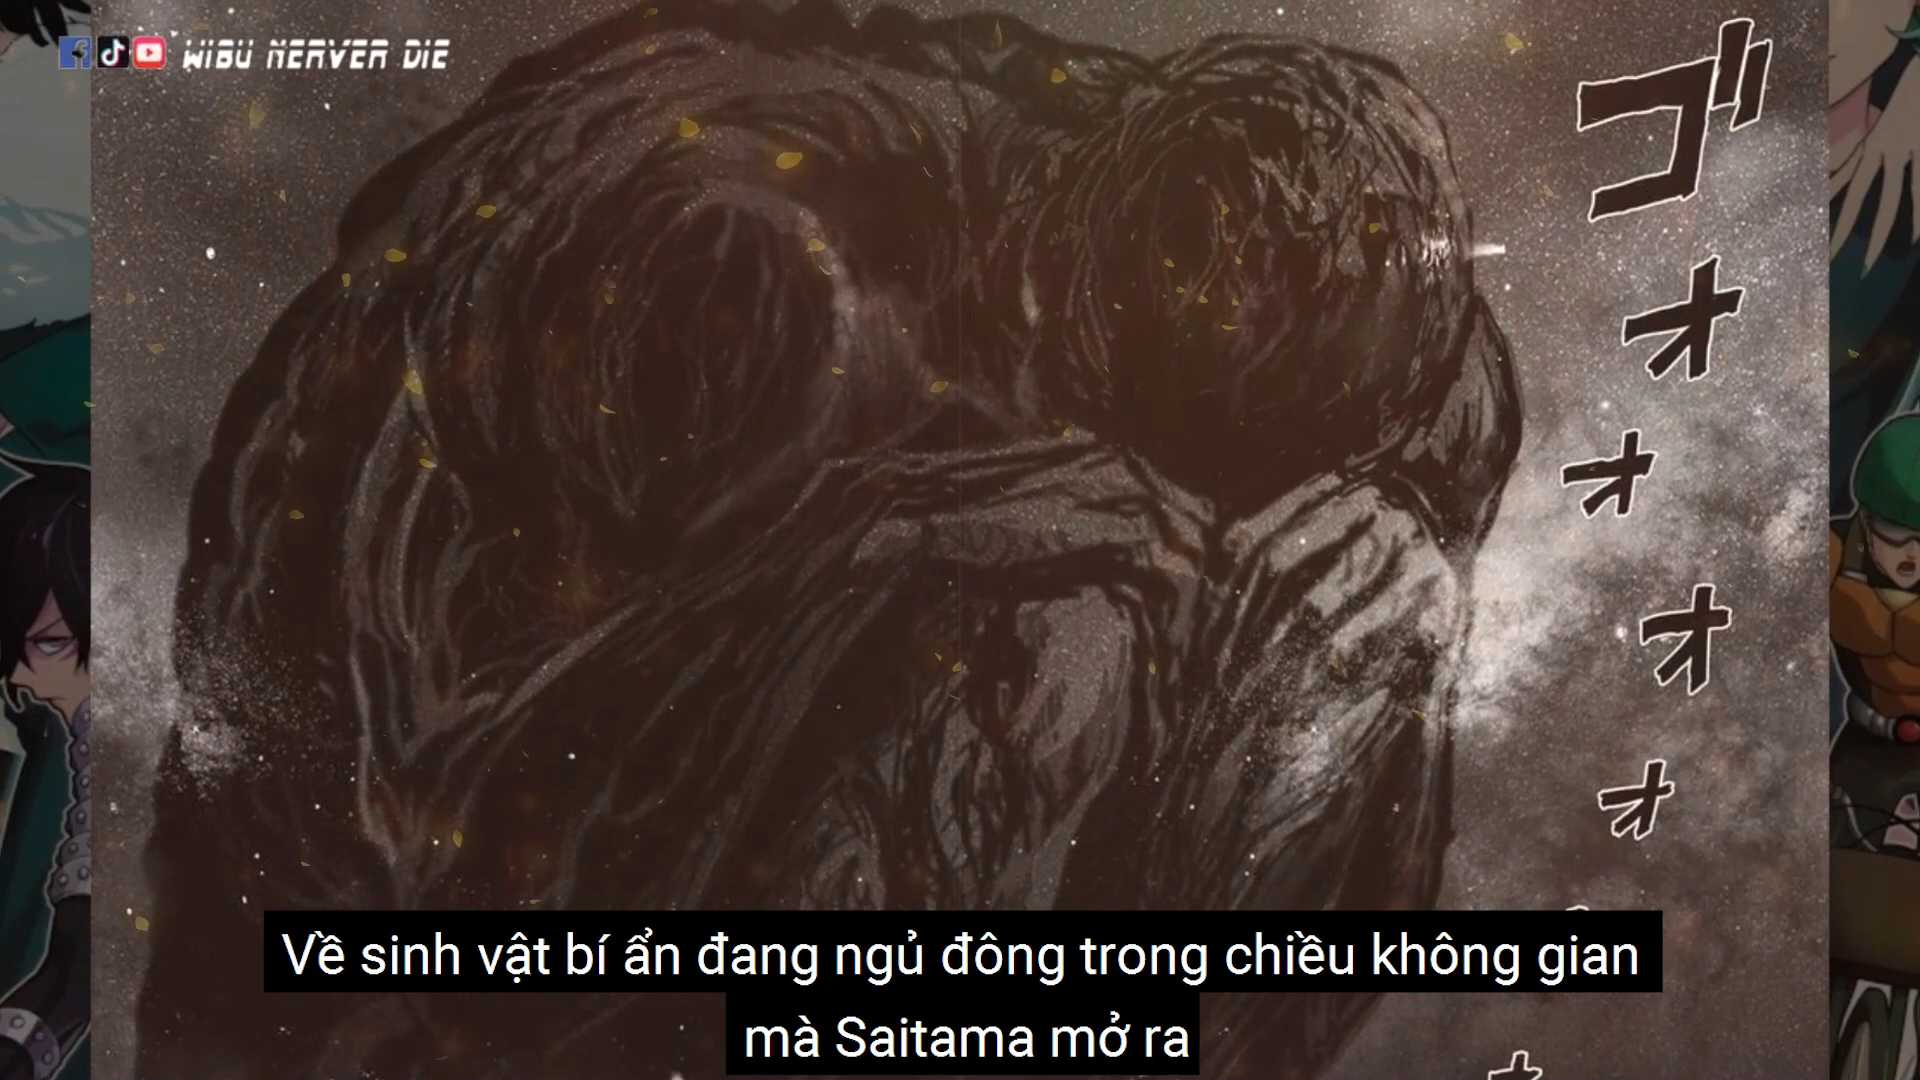 WIBU NERVER DIE
ゴ
オ
オ
オ
オ
Về sinh vật bí ẩn đang ngủ đông trong chiều không gian
mà Saitama mở ra